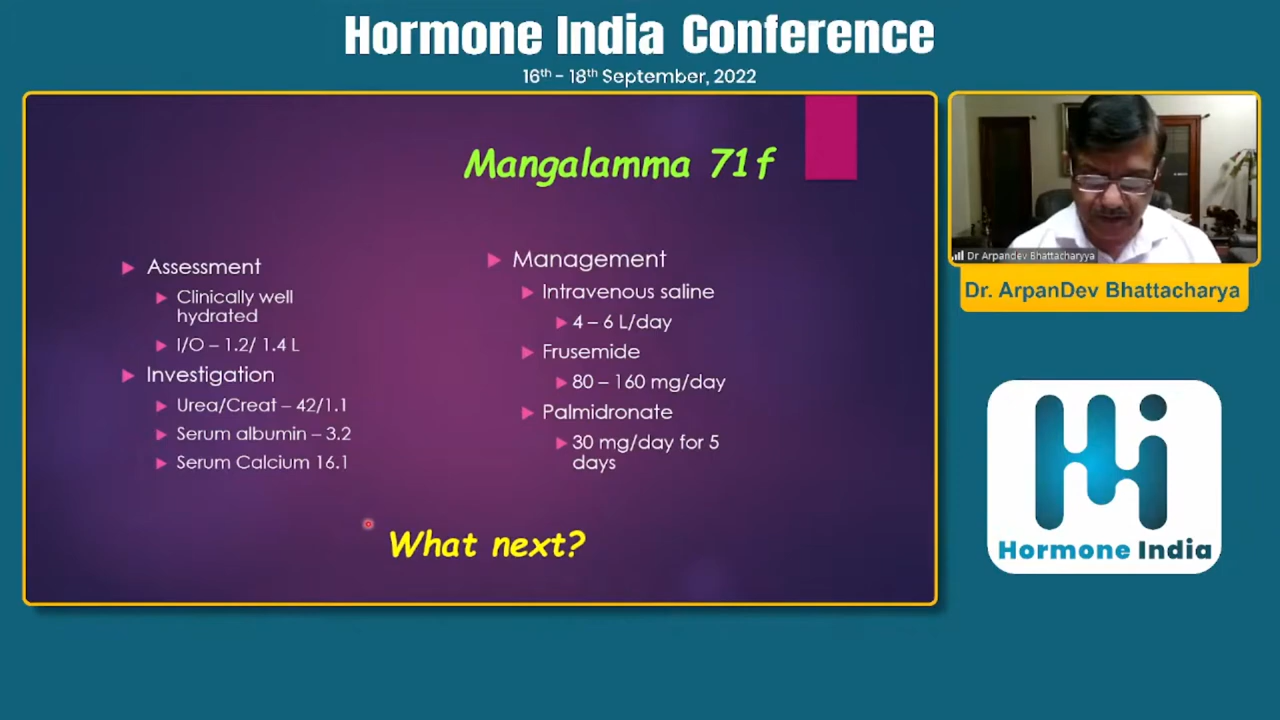 Hormone India Conference
16th - 18th September, 2022
Mangalamma 71f
Assessment
Clinically well
hydrated
I/O – 1.2/ 1.4 L
Investigation
Urea/Creat – 42/1.1
Serum albumin – 3.2
Serum Calcium 16.1
Management
Intravenous saline
4 – 6 L/day
Frusemide
80 – 160 mg/day
Palmidronate
30 mg/day for 5
days
What next?
Dr Arpandev Bhattacharyya
Dr. ArpanDev Bhattacharya
Hormone India